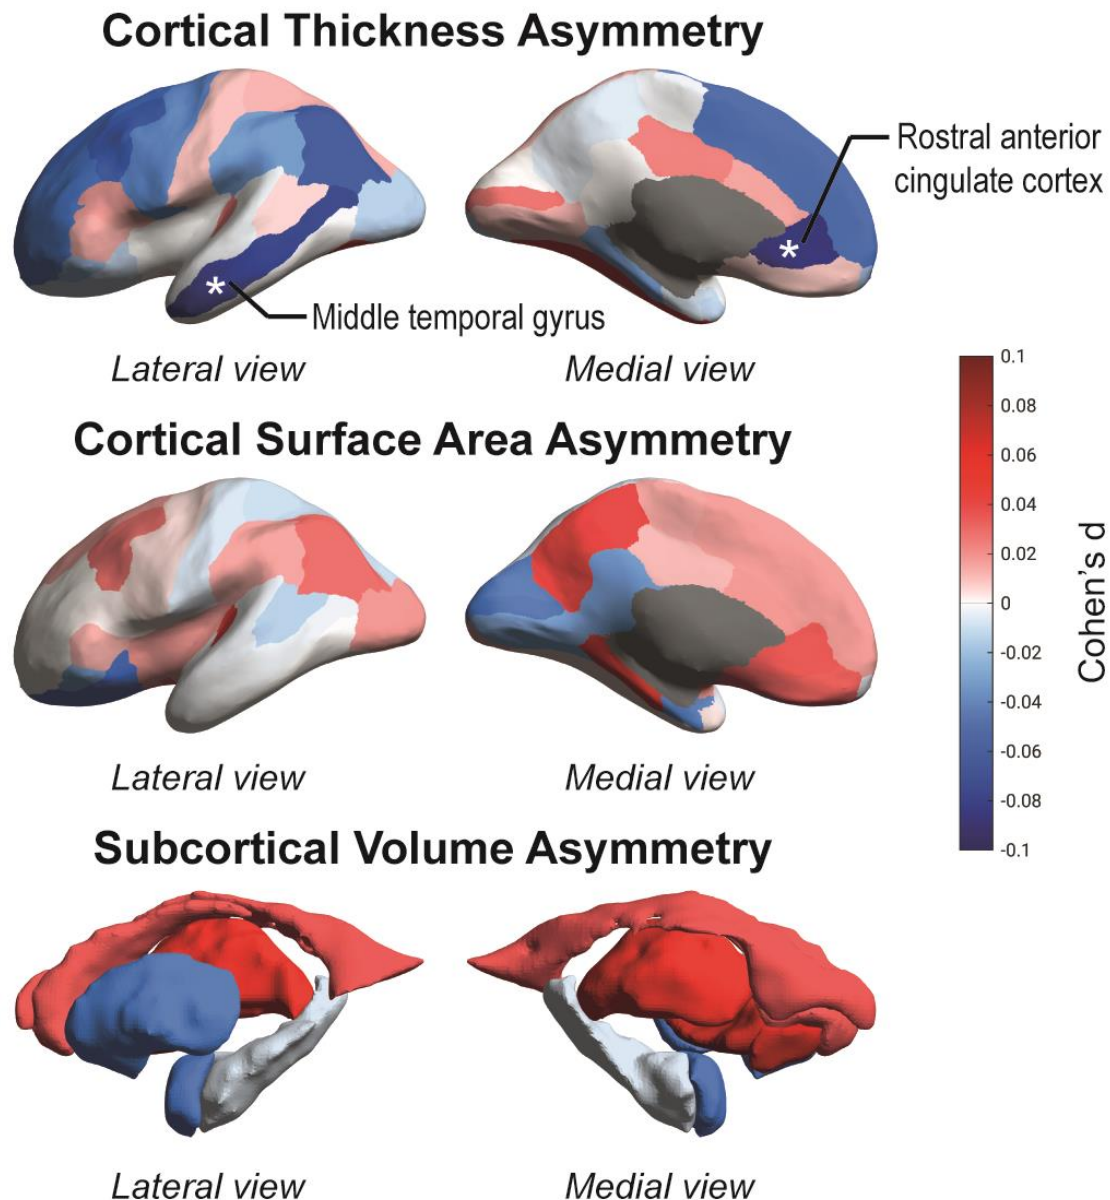 Cortical Thickness Asymmetry
Rostral anterior
cingulate cortex
*
*
Middle temporal gyrus
Lateral view
Medial view
0.1
0.08
0.06
0.04
0.02
0
-0.02
-0.04
-0.06
-0.08
-0.1
Cohen's d
Cortical Surface Area Asymmetry
Lateral view
Medial view
Subcortical Volume Asymmetry
Lateral view
Medial view